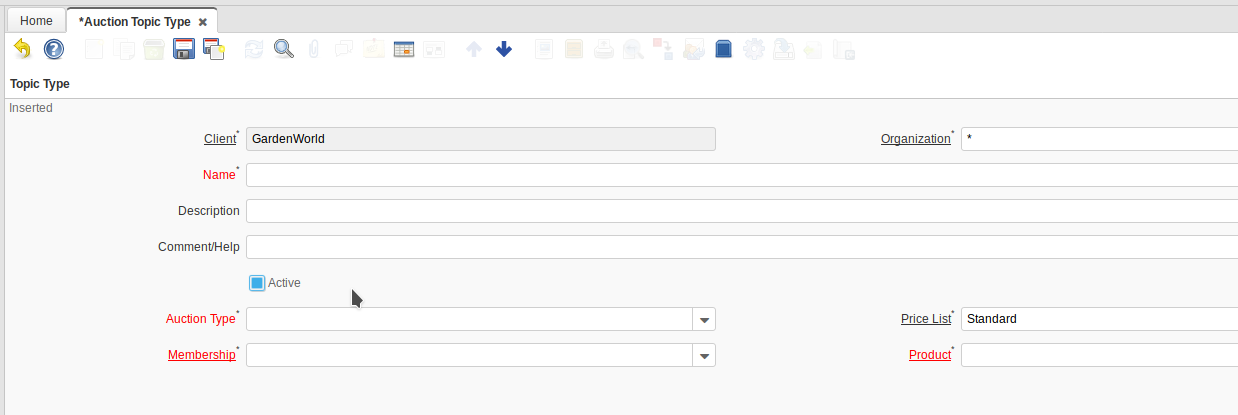 Home
*Auction Topic Type
Topic Type
Inserted
Client* GardenWorld Organization* *
Name*
Description
Comment/Help
Active
Auction Type* Price List* Standard
Membership* Product*